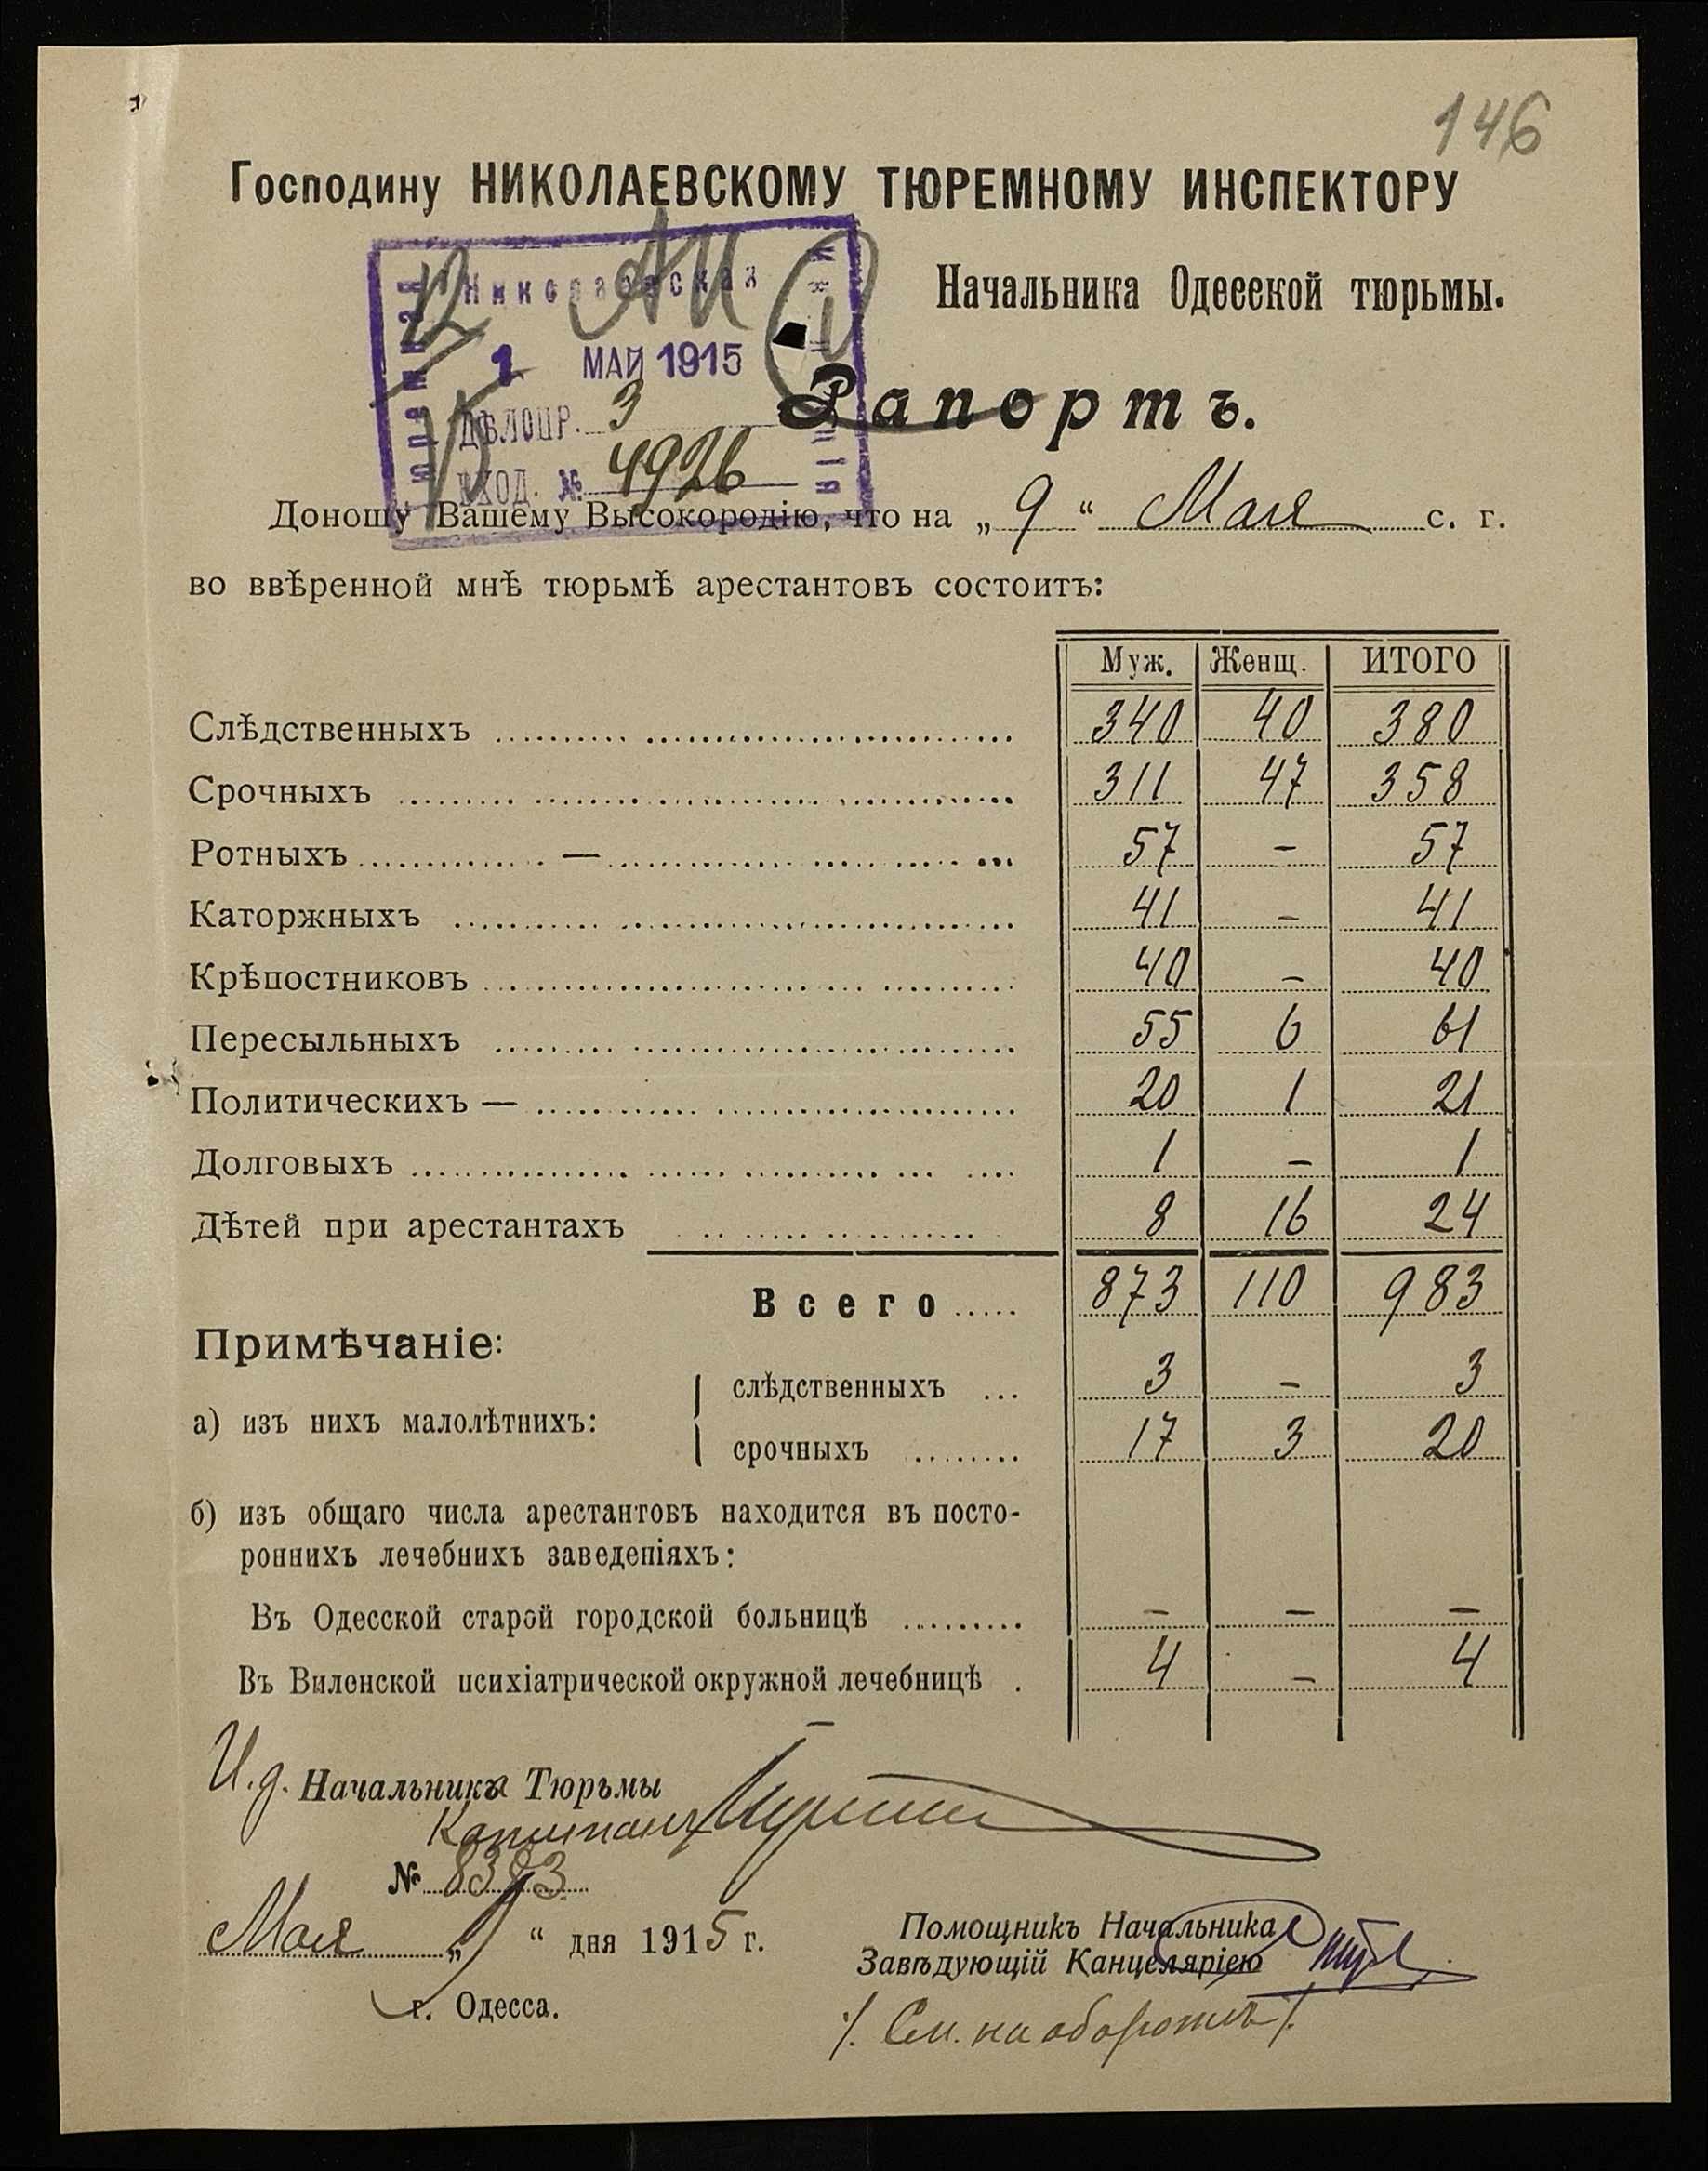 146
Господину НИКОЛАЕВСКОМУ ТЮРЕМНОМУ ИНСПЕКТОРУ
Николаевская
Начальника Одесской тюрьмы.
МАЙ 1915
ДѢЛОПР. 3
Рапортъ.
ВХОД. № 4926
Доношу Вашему Высокородію, что на „ 9 “ Мая с. г.
во ввѣренной мнѣ тюрьмѣ арестантовъ состоитъ:
Муж. Женщ. ИТОГО
Слѣдственныхъ 340 40 380
Срочныхъ 311 47 358
Ротныхъ — 57 - 57
Каторжныхъ 41 - 41
Крѣпостниковъ 40 - 40
Пересыльныхъ 55 6 61
Политическихъ — 20 1 21
Долговыхъ 1 - 1
Дѣтей при арестантахъ 8 16 24
Всего 873 110 983
Примѣчаніе:
слѣдственныхъ 3 - 3
а) изъ нихъ малолѣтнихъ:
срочныхъ 17 3 20
б) изъ общаго числа арестантовъ находится въ посто-
роннихъ лечебнихъ заведеніяхъ:
Въ Одесской старой городской больницѣ - - -
Въ Виленской психіатрической окружной лечебницѣ 4 - 4
И.д. Начальника Тюрьмы
Капитанъ
№ 8393
Мая „ 9 “ дня 1915 г.
Помощникъ Начальника
Завѣдующій Канцеляріею
г. Одесса.
/. См. на оборотѣ /.